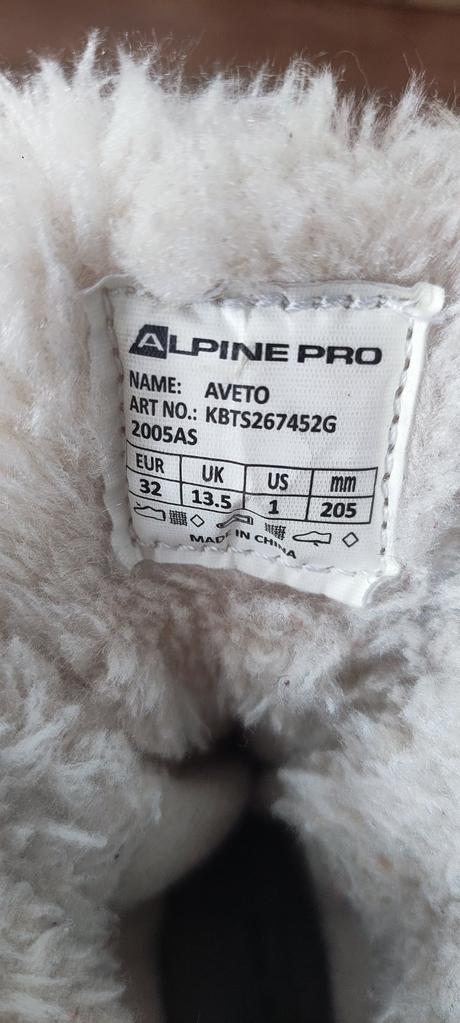 ALPINE PRO
NAME: AVETO
ART NO.: KBTS267452G
2005AS
EUR UK US mm
32 13.5 1 205
MADE IN CHINA